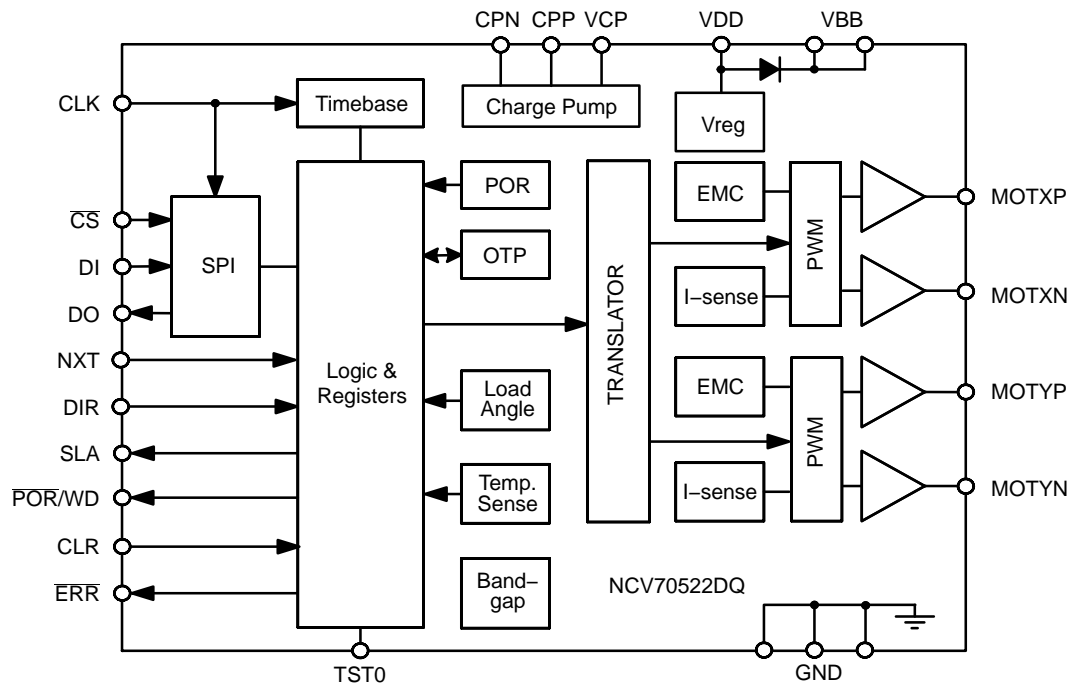 CPN CPP VCP VDD VBB
CLK
Timebase
Charge Pump
Vreg
POR
EMC
MOTXP
CS
DI
DO
SPI
OTP
TRANSLATOR
PWM
I–sense
MOTXN
NXT
DIR
SLA
POR/WD
CLR
ERR
Logic &
Registers
Load
Angle
EMC
MOTYP
PWM
Temp.
Sense
I–sense
MOTYN
Band–
gap
NCV70522DQ
TST0
GND